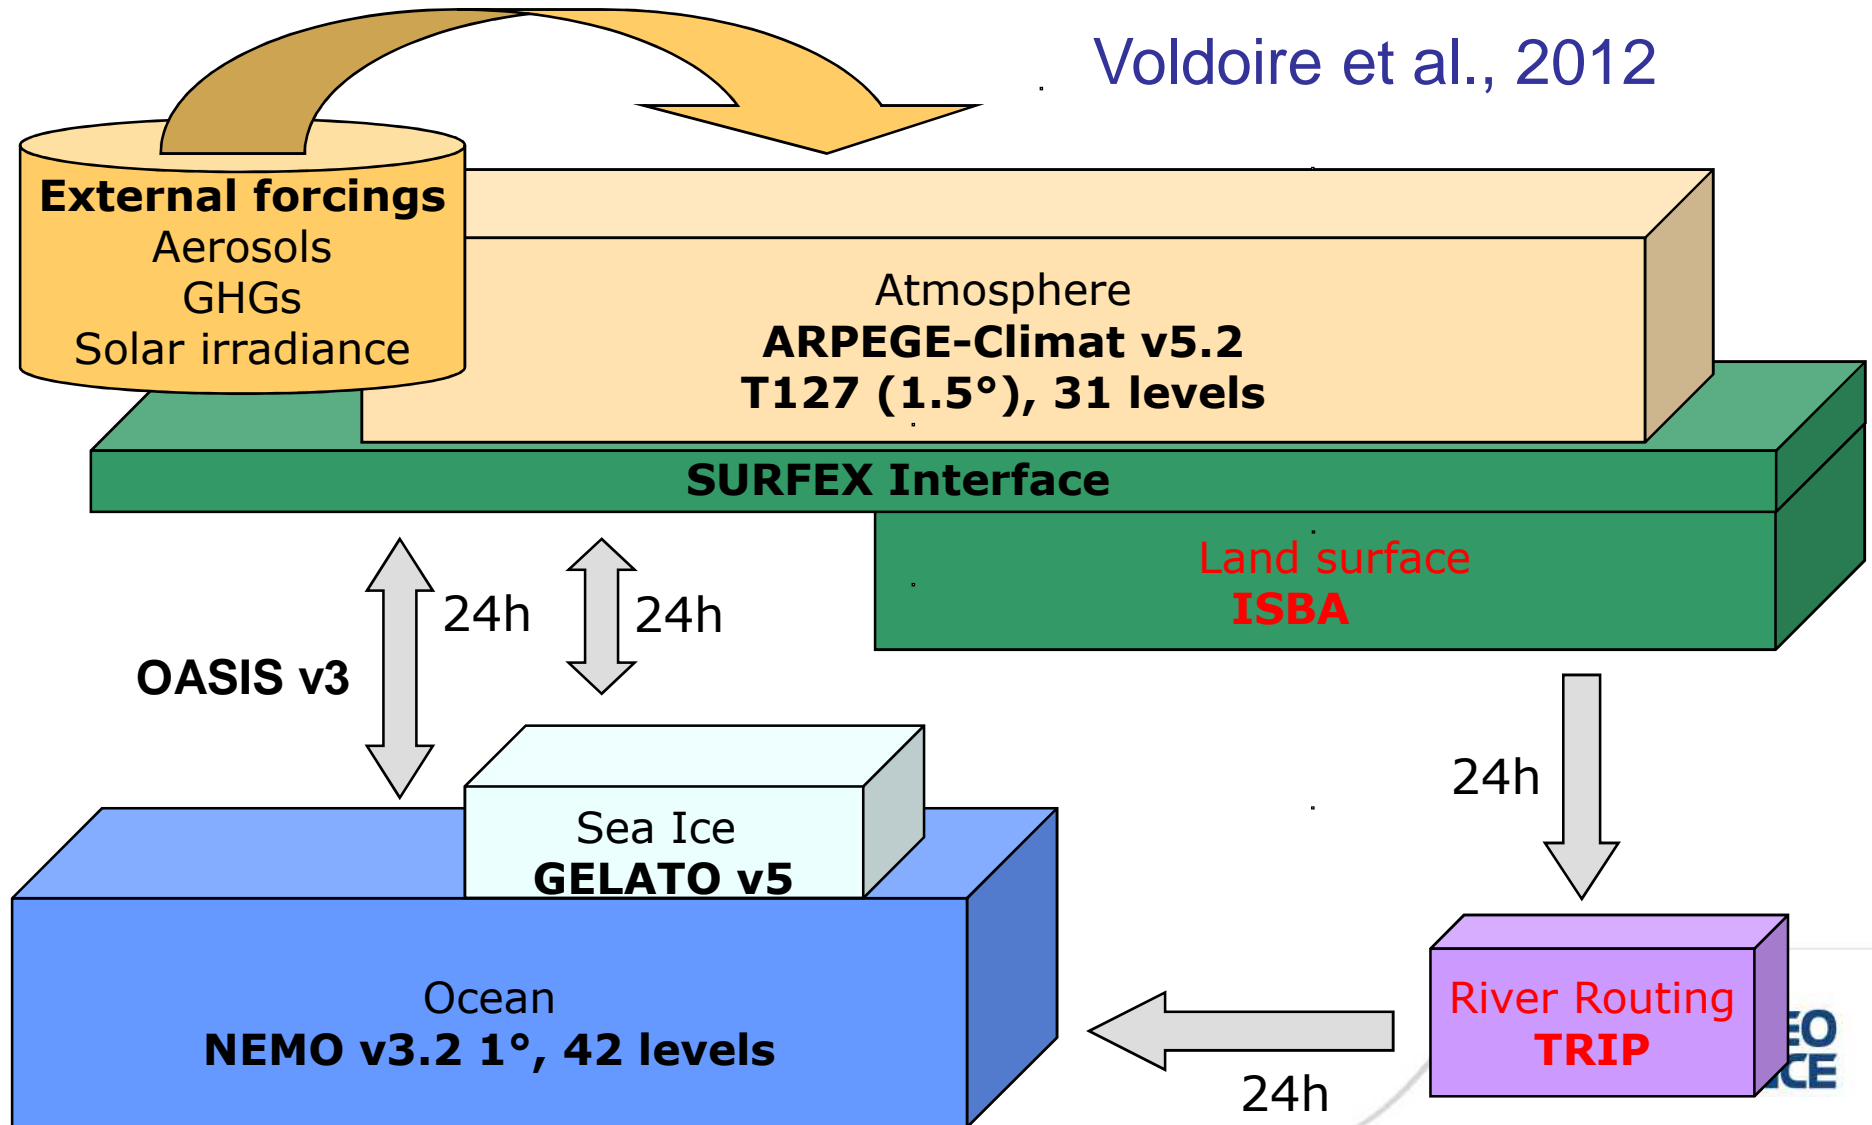 Voldoire et al., 2012
External forcings
Aerosols
GHGs
Solar irradiance
Atmosphere
ARPEGE-Climat v5.2
T127 (1.5°), 31 levels
SURFEX Interface
Land surface
ISBA
24h
24h
OASIS v3
24h
Sea Ice
GELATO v5
Ocean
NEMO v3.2 1°, 42 levels
River Routing
TRIP
24h